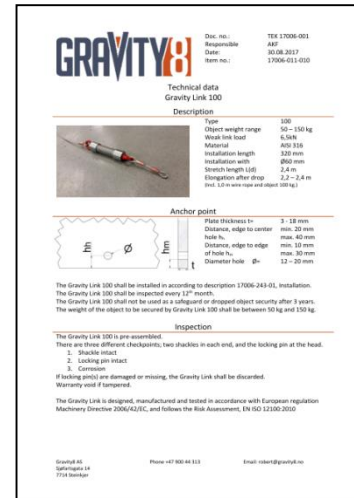 GRAVITY8
Doc. no.: TEK 17006-001
Responsible AKF
Date: 30.08.2017
Item no.: 17006-011-010
Technical data
Gravity Link 100
Description
Type 100
Object weight range 50 – 150 kg
Weak link load 6,5kN
Material AISI 316
Installation length 320 mm
Installation with Ø60 mm
Stretch length L(d) 2,4 m
Elongation after drop 2,2 – 2,4 m
(Incl. 1,0 m wire rope and object 100 kg.)
Anchor point
Plate thickness t= 3 - 18 mm
Distance, edge to center min. 20 mm
hole hₕ max. 40 mm
Distance, edge to edge min. 10 mm
of hole hₘ max. 30 mm
Diameter hole Ø= 12 – 20 mm
hh
Ø
hm
t
The Gravity Link 100 shall be installed in according to description 17006-243-01, Installation.
The Gravity Link 100 shall be inspected every 12th month.
The Gravity Link 100 shall not be used as a safeguard or dropped object security after 3 years.
The weight of the object to be secured by Gravity Link 100 shall be between 50 kg and 150 kg.
Inspection
The Gravity Link 100 is pre-assembled.
There are three different checkpoints; two shackles in each end, and the locking pin at the head.
1. Shackle intact
2. Locking pin intact
3. Corrosion
If locking pin(s) are damaged or missing, the Gravity Link shall be discarded.
Warranty void if tampered.
The Gravity Link is designed, manufactured and tested in accordance with European regulation
Machinery Directive 2006/42/EC, and follows the Risk Assessment, EN ISO 12100:2010
Gravity8 AS Phone +47 900 44 313 Email: robert@gravity8.no
Sjøfartsgata 14
7714 Steinkjer